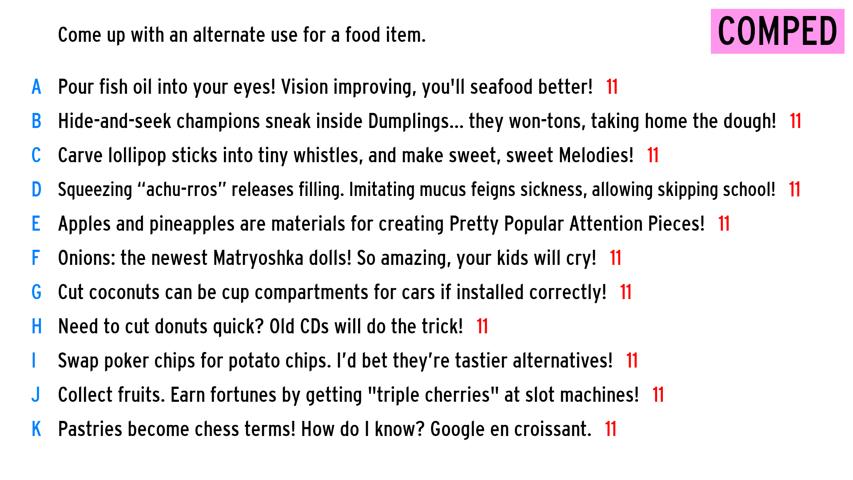 Come up with an alternate use for a food item.
COMPED
A Pour fish oil into your eyes! Vision improving, you'll seafood better! 11
B Hide-and-seek champions sneak inside Dumplings... they won-tons, taking home the dough! 11
C Carve lollipop sticks into tiny whistles, and make sweet, sweet Melodies! 11
D Squeezing “achu-rros” releases filling. Imitating mucus feigns sickness, allowing skipping school! 11
E Apples and pineapples are materials for creating Pretty Popular Attention Pieces! 11
F Onions: the newest Matryoshka dolls! So amazing, your kids will cry! 11
G Cut coconuts can be cup compartments for cars if installed correctly! 11
H Need to cut donuts quick? Old CDs will do the trick! 11
I Swap poker chips for potato chips. I’d bet they’re tastier alternatives! 11
J Collect fruits. Earn fortunes by getting "triple cherries" at slot machines! 11
K Pastries become chess terms! How do I know? Google en croissant. 11